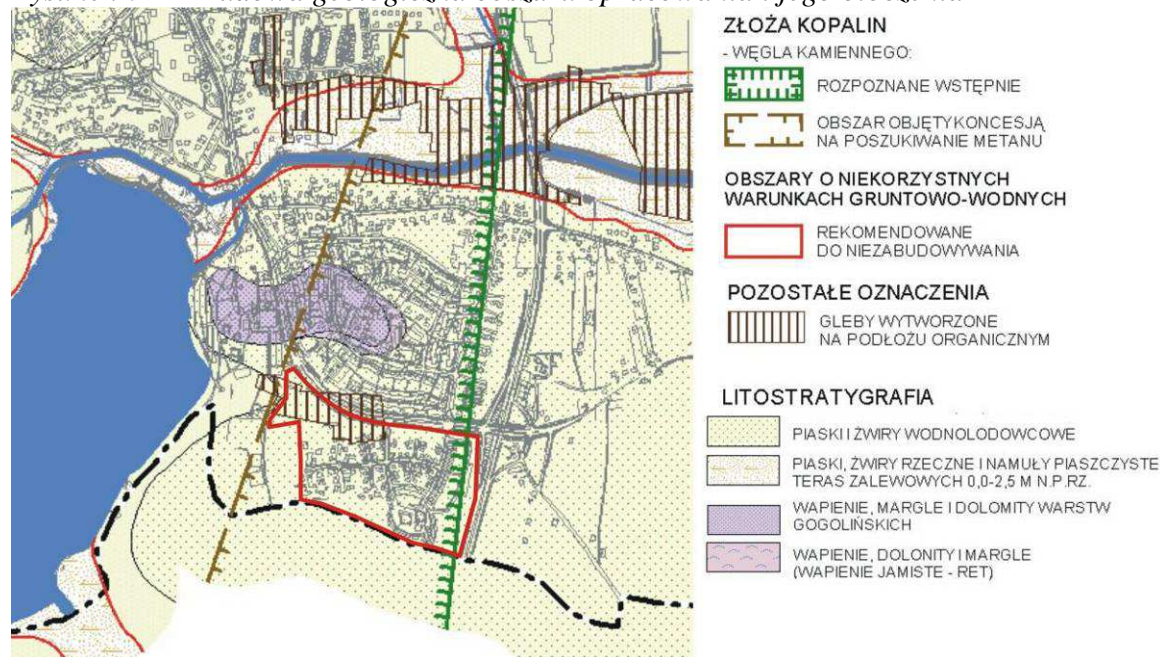 ZŁOŻA KOPALIN
- WĘGLA KAMIENNEGO:
ROZPOZNANE WSTĘPNIE
OBSZAR OBJĘTY KONCESJĄ
NA POSZUKIWANIE METANU
OBSZARY O NIEKORZYSTNYCH
WARUNKACH GRUNTOWO-WODNYCH
REKOMENDOWANE
DO NIEZABUDOWYWANIA
POZOSTAŁE OZNACZENIA
GLEBY WYTWORZONE
NA PODŁOŻU ORGANICZNYM
LITOSTRATYGRAFIA
PIASKI I ŻWIRY WODNOLODOWCOWE
PIASKI, ŻWIRY RZECZNE I NAMUŁY PIASZCZYSTE
TERAS ZALEWOWYCH 0,0-2,5 M N.P.RZ.
WAPIENIE, MARGLE I DOLOMITY WARSTW
GOGOLIŃSKICH
WAPIENIE, DOLONITY I MARGLE
(WAPIENIE JAMISTE - RET)